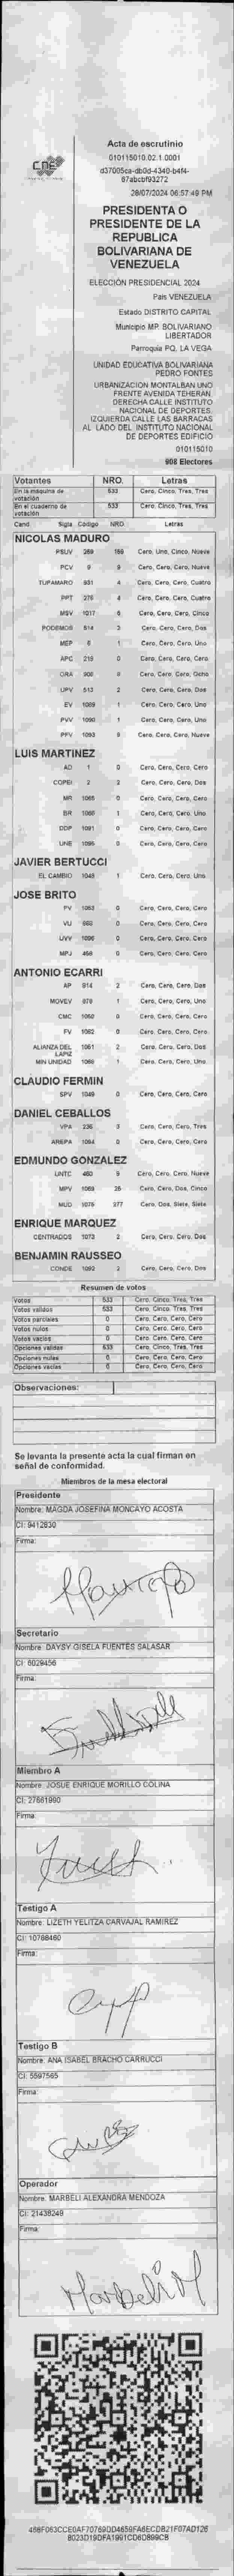 CNE
Acta de escrutinio
010115010.02.1.0001
d37005ca-db0d-4340-b4f4-
87abcbf93272
28/07/2024 06:57:49 PM
PRESIDENTA O
PRESIDENTE DE LA
REPUBLICA
BOLIVARIANA DE
VENEZUELA
ELECCIÓN PRESIDENCIAL 2024
País VENEZUELA
Estado DISTRITO CAPITAL
Municipio MP. BOLIVARIANO
LIBERTADOR
Parroquia PQ. LA VEGA
UNIDAD EDUCATIVA BOLIVARIANA
PEDRO FONTES
URBANIZACIÓN MONTALBAN UNO
FRENTE AVENIDA TEHERAN.
DERECHA CALLE INSTITUTO
NACIONAL DE DEPORTES.
IZQUIERDA CALLE LAS BARRACAS
AL LADO DEL INSTITUTO NACIONAL
DE DEPORTES EDIFICIO
010115010
908 Electores
Votantes NRO. Letras
En la máquina de votación 533 Cero, Cinco, Tres, Tres
En el cuaderno de votación 533 Cero, Cinco, Tres, Tres
Cand Sigla Código NRO Letras
NICOLAS MADURO
PSUV 269 159 Cero, Uno, Cinco, Nueve
PCV 9 9 Cero, Cero, Cero, Nueve
TUPAMARO 931 4 Cero, Cero, Cero, Cuatro
PPT 276 4 Cero, Cero, Cero, Cuatro
MSV 1017 5 Cero, Cero, Cero, Cinco
PODEMOS 514 Cero, Cero, Cero, Dos
MEP 6 1 Cero, Cero, Cero, Uno
APC 219 0 Cero, Cero, Cero, Cero
ORA 908 8 Cero, Cero, Cero, Ocho
UPV 513 2 Cero, Cero, Cero, Dos
EV 1089 1 Cero, Cero, Cero, Uno
PVV 1090 1 Cero, Cero, Cero, Uno
PFV 1093 9 Cero, Cero, Cero, Nueve
LUIS MARTINEZ
AD 1 0 Cero, Cero, Cero, Cero
COPEI 2 2 Cero, Cero, Cero, Dos
MR 1065 0 Cero, Cero, Cero, Cero
BR 1060 1 Cero, Cero, Cero, Uno
DDP 1091 0 Cero, Cero, Cero, Cero
UNE 1095 0 Cero, Cero, Cero, Cero
JAVIER BERTUCCI
EL CAMBIO 1048 1 Cero, Cero, Cero, Uno
JOSE BRITO
PV 1053 0 Cero, Cero, Cero, Cero
VU 668 0 Cero, Cero, Cero, Cero
UVV 1096 0 Cero, Cero, Cero, Cero
MPJ 458 0 Cero, Cero, Cero, Cero
ANTONIO ECARRI
AP 914 2 Cero, Cero, Cero, Dos
MOVEV 979 1 Cero, Cero, Cero, Uno
CMC 1050 0 Cero, Cero, Cero, Cero
FV 1082 0 Cero, Cero, Cero, Cero
ALIANZA DEL LAPIZ 1061 2 Cero, Cero, Cero, Dos
MIN UNIDAD 1066 1 Cero, Cero, Cero, Uno
CLAUDIO FERMIN
SPV 1049 0 Cero, Cero, Cero, Cero
DANIEL CEBALLOS
VPA 236 3 Cero, Cero, Cero, Tres
AREPA 1094 0 Cero, Cero, Cero, Cero
EDMUNDO GONZALEZ
UNTC 460 9 Cero, Cero, Cero, Nueve
MPV 1069 25 Cero, Cero, Dos, Cinco
MUD 1075 277 Cero, Dos, Siete, Siete
ENRIQUE MARQUEZ
CENTRADOS 1073 2 Cero, Cero, Cero, Dos
BENJAMIN RAUSSEO
CONDE 1082 2 Cero, Cero, Cero, Dos
Resumen de votos
Votos 533 Cero, Cinco, Tres, Tres
Votos válidos 533 Cero, Cinco, Tres, Tres
Votos parciales 0 Cero, Cero, Cero, Cero
Votos nulos 0 Cero, Cero, Cero, Cero
Votos vacíos 0 Cero, Cero, Cero, Cero
Opciones válidas 533 Cero, Cinco, Tres, Tres
Opciones nulas 0 Cero, Cero, Cero, Cero
Opciones vacías 0 Cero, Cero, Cero, Cero
Observaciones:
Se levanta la presente acta la cual firman en
señal de conformidad.
Miembros de la mesa electoral
Presidente
Nombre: MAGDA JOSEFINA MONCAYO ACOSTA
CI: 9412830
Firma:
Secretario
Nombre: DAYSY GISELA FUENTES SALASAR
CI: 6029456
Firma:
Miembro A
Nombre: JOSUE ENRIQUE MORILLO COLINA
CI: 27661990
Firma:
Testigo A
Nombre: LIZETH YELITZA CARVAJAL RAMIREZ
CI: 10788460
Firma:
Testigo B
Nombre: ANA ISABEL BRACHO CARRUCCI
CI: 5597565
Firma:
Operador
Nombre: MARBELI ALEXANDRA MENDOZA
CI: 21438249
Firma: